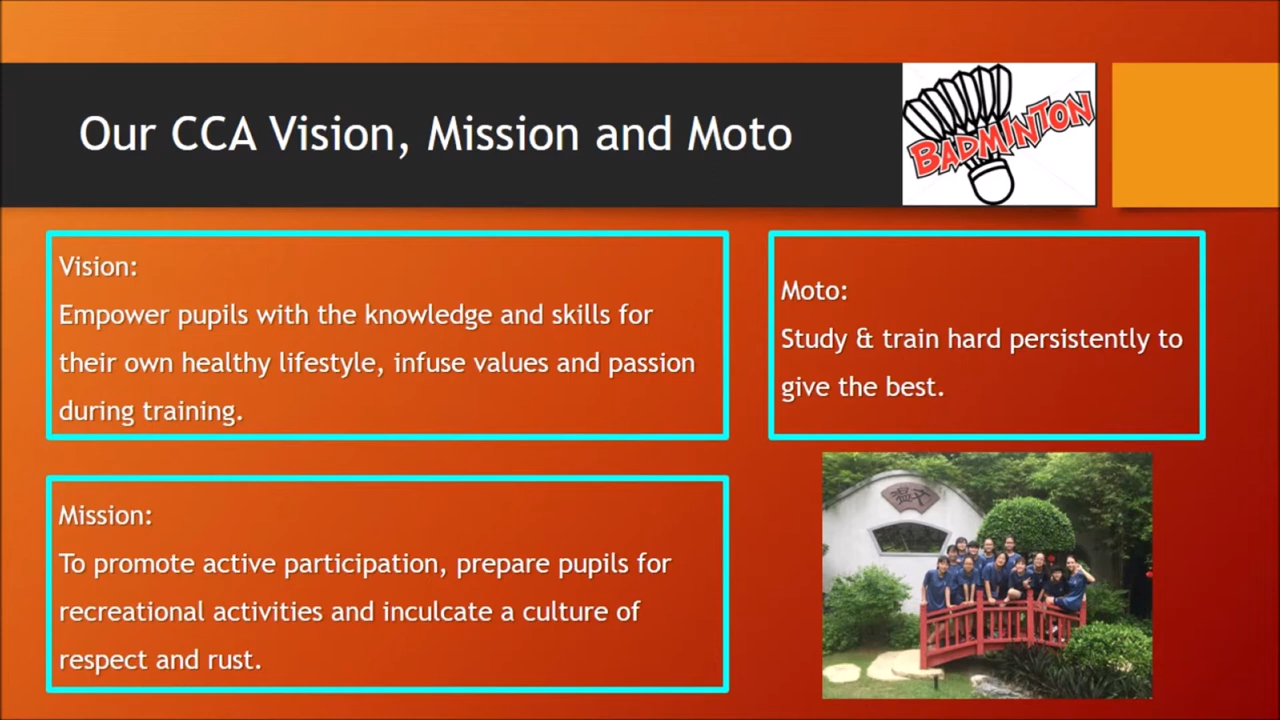 Our CCA Vision, Mission and Moto
BADMINTON
Vision:
Empower pupils with the knowledge and skills for
their own healthy lifestyle, infuse values and passion
during training.
Moto:
Study & train hard persistently to
give the best.
Mission:
To promote active participation, prepare pupils for
recreational activities and inculcate a culture of
respect and rust.